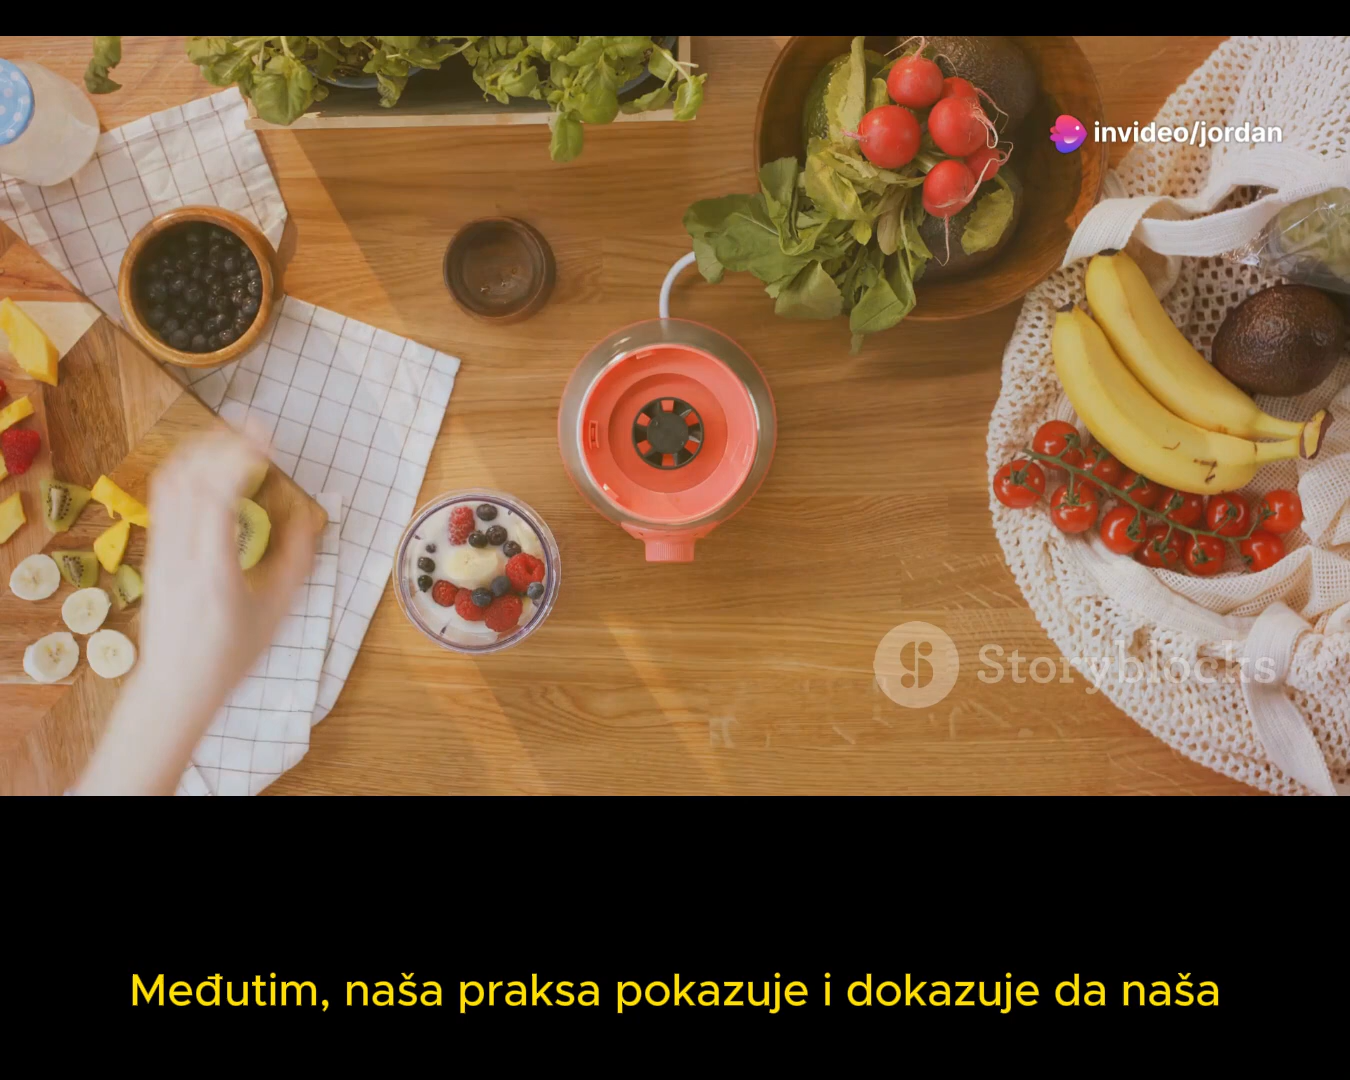 invideo/jordan
Storyblocks
Međutim, naša praksa pokazuje i dokazuje da naša